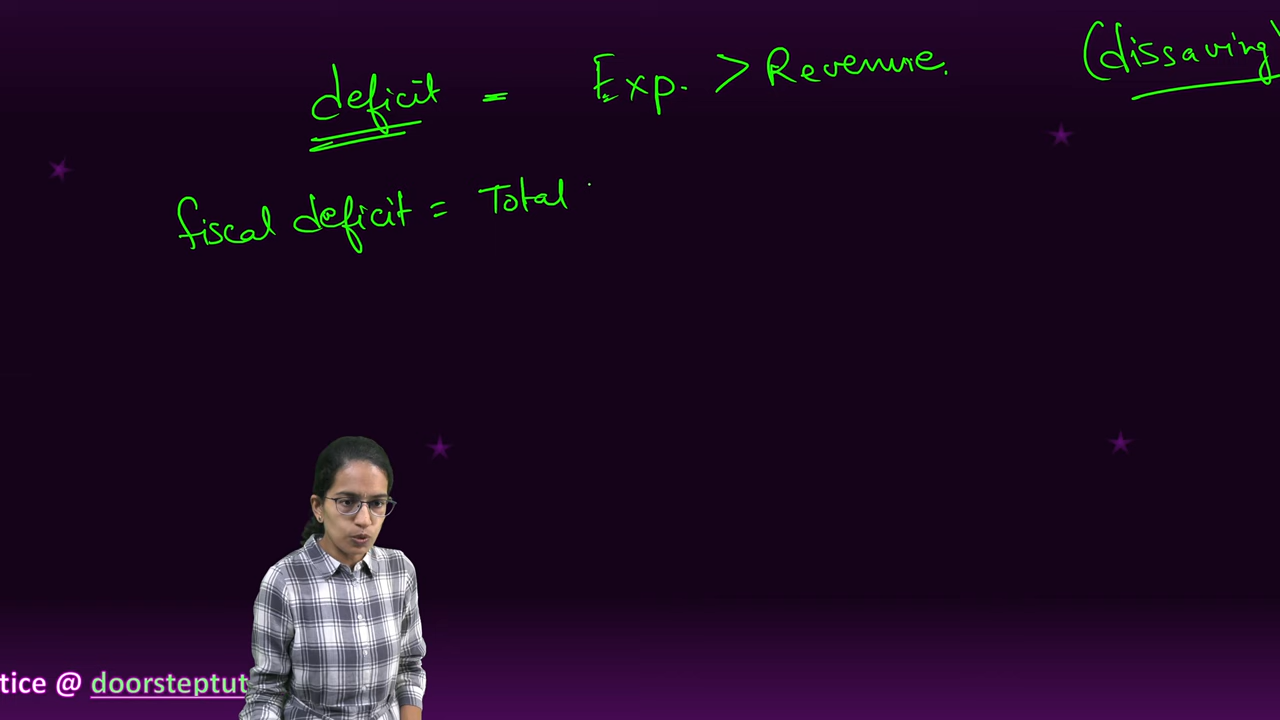 deficit = Exp. > Revenue. (dissaving)
fiscal deficit = Total
tice @ doorsteptut